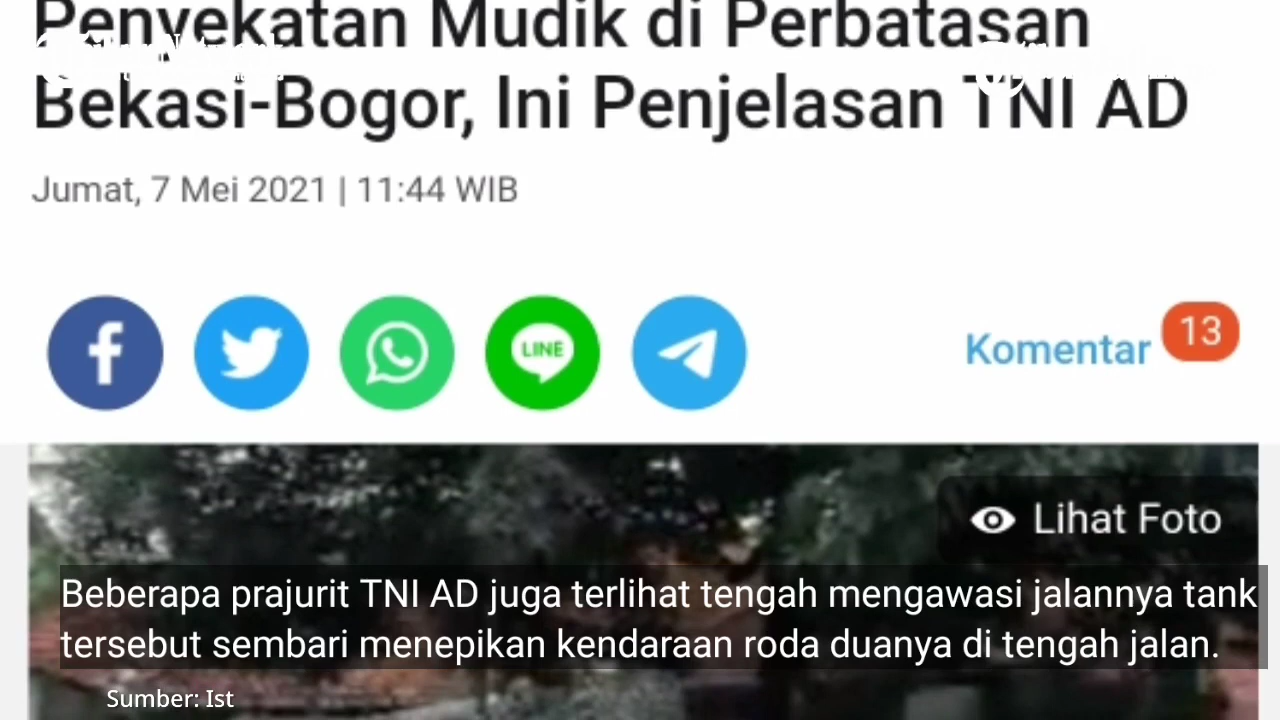 Penyekatan Mudik di Perbatasan
Bekasi-Bogor, Ini Penjelasan TNI AD
Jumat, 7 Mei 2021 | 11:44 WIB
LINE
Komentar 13
Lihat Foto
Beberapa prajurit TNI AD juga terlihat tengah mengawasi jalannya tank
tersebut sembari menepikan kendaraan roda duanya di tengah jalan.
Sumber: Ist